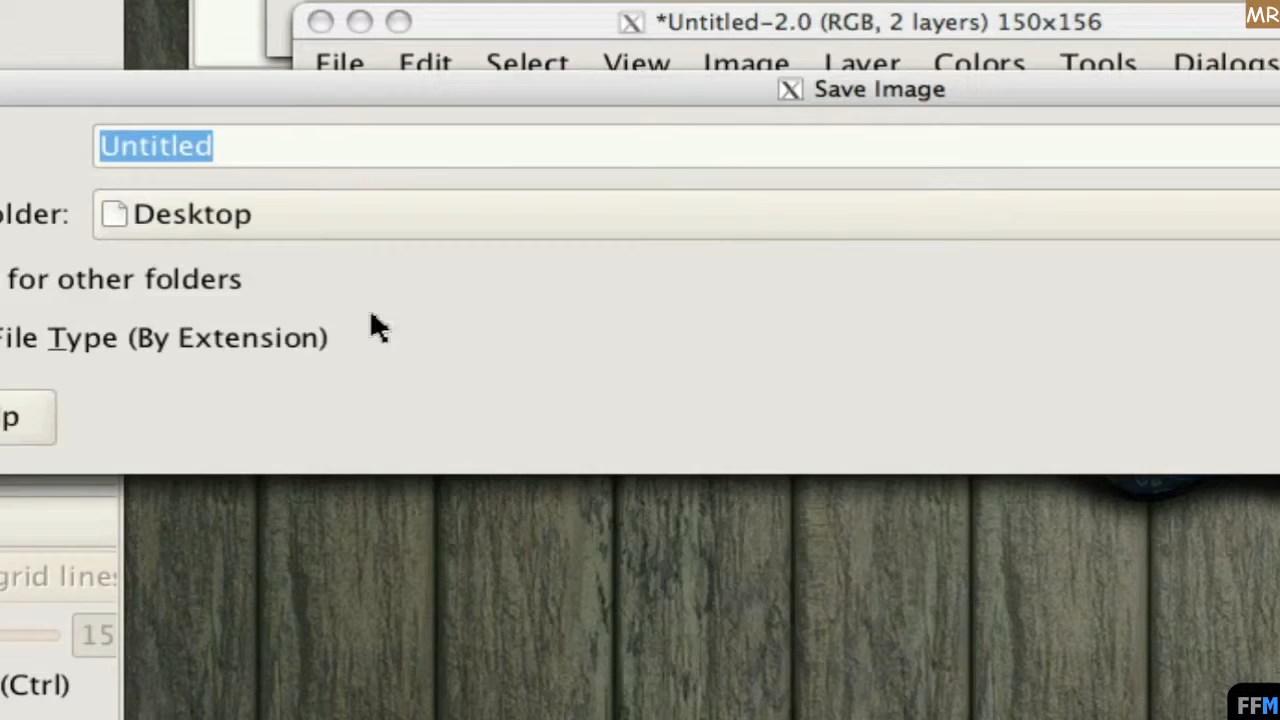 MR
*Untitled-2.0 (RGB, 2 layers) 150x156
File Edit Select View Image Layer Colors Tools Dialogs
Save Image
Untitled
older: Desktop
for other folders
File Type (By Extension)
lp
grid lines
15
(Ctrl)
FFM